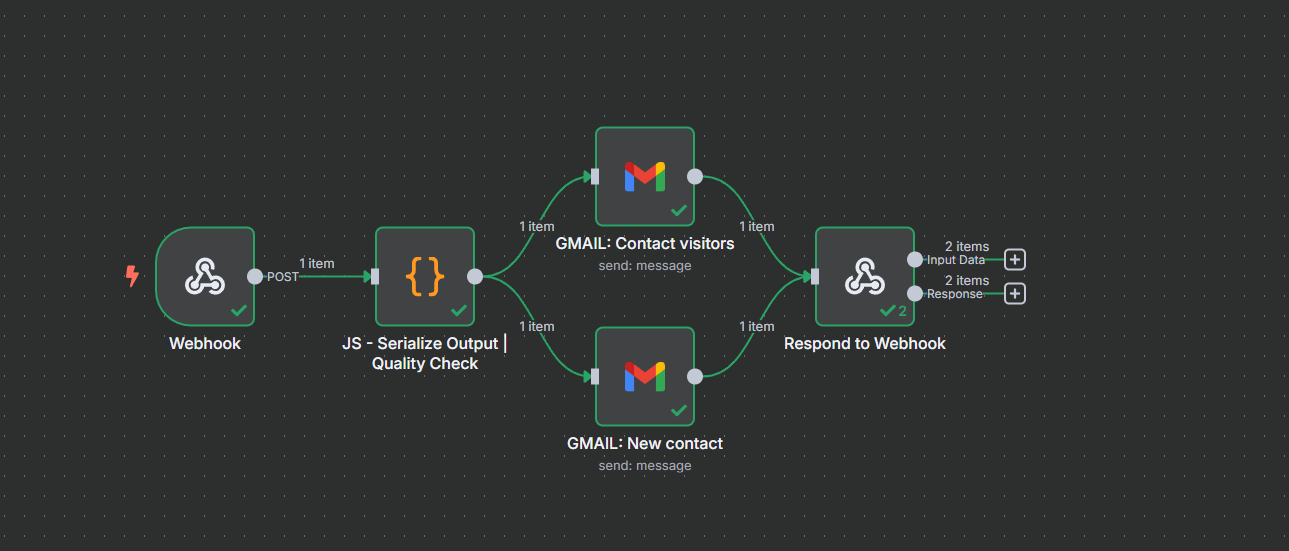 Webhook
POST
1 item
JS - Serialize Output |
Quality Check
1 item
1 item
GMAIL: Contact visitors
send: message
GMAIL: New contact
send: message
1 item
1 item
2
Respond to Webhook
2 items
Input Data
2 items
Response